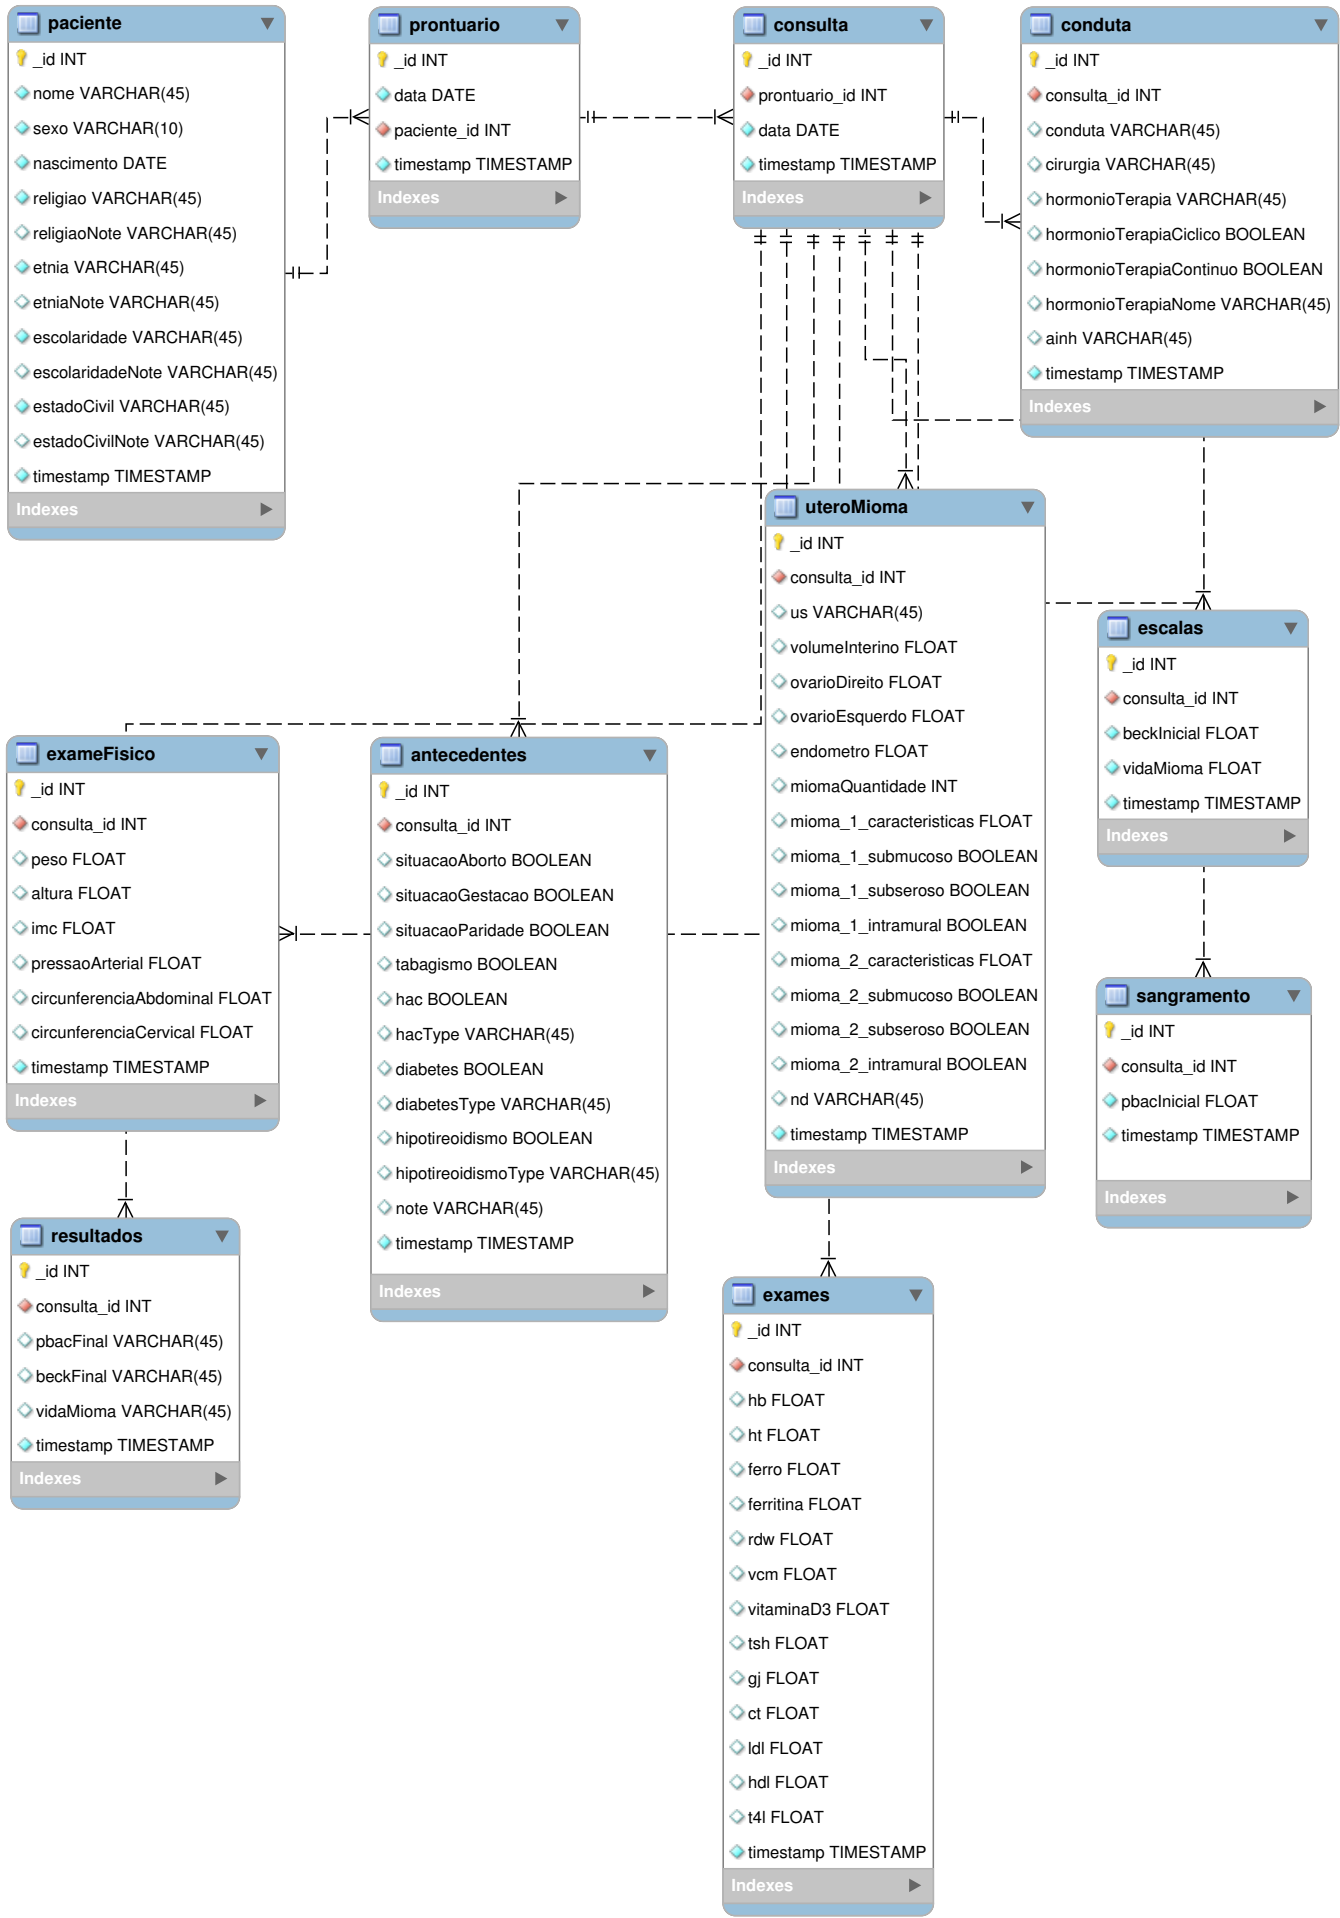 paciente
_id INT
nome VARCHAR(45)
sexo VARCHAR(10)
nascimento DATE
religiao VARCHAR(45)
religiaoNote VARCHAR(45)
etnia VARCHAR(45)
etniaNote VARCHAR(45)
escolaridade VARCHAR(45)
escolaridadeNote VARCHAR(45)
estadoCivil VARCHAR(45)
estadoCivilNote VARCHAR(45)
timestamp TIMESTAMP
Indexes
prontuario
_id INT
data DATE
paciente_id INT
timestamp TIMESTAMP
Indexes
consulta
_id INT
prontuario_id INT
data DATE
timestamp TIMESTAMP
Indexes
conduta
_id INT
consulta_id INT
conduta VARCHAR(45)
cirurgia VARCHAR(45)
hormonioTerapia VARCHAR(45)
hormonioTerapiaCiclico BOOLEAN
hormonioTerapiaContinuo BOOLEAN
hormonioTerapiaNome VARCHAR(45)
ainh VARCHAR(45)
timestamp TIMESTAMP
Indexes
uteroMioma
_id INT
consulta_id INT
us VARCHAR(45)
volumeInterino FLOAT
ovarioDireito FLOAT
ovarioEsquerdo FLOAT
endometro FLOAT
miomaQuantidade INT
mioma_1_caracteristicas FLOAT
mioma_1_submucoso BOOLEAN
mioma_1_subseroso BOOLEAN
mioma_1_intramural BOOLEAN
mioma_2_caracteristicas FLOAT
mioma_2_submucoso BOOLEAN
mioma_2_subseroso BOOLEAN
mioma_2_intramural BOOLEAN
nd VARCHAR(45)
timestamp TIMESTAMP
Indexes
escalas
_id INT
consulta_id INT
beckInicial FLOAT
vidaMioma FLOAT
timestamp TIMESTAMP
Indexes
exameFisico
_id INT
consulta_id INT
peso FLOAT
altura FLOAT
imc FLOAT
pressaoArterial FLOAT
circunferenciaAbdominal FLOAT
circunferenciaCervical FLOAT
timestamp TIMESTAMP
Indexes
antecedentes
_id INT
consulta_id INT
situacaoAborto BOOLEAN
situacaoGestacao BOOLEAN
situacaoParidade BOOLEAN
tabagismo BOOLEAN
hac BOOLEAN
hacType VARCHAR(45)
diabetes BOOLEAN
diabetesType VARCHAR(45)
hipotireoidismo BOOLEAN
hipotireoidismoType VARCHAR(45)
note VARCHAR(45)
timestamp TIMESTAMP
Indexes
sangramento
_id INT
consulta_id INT
pbacInicial FLOAT
timestamp TIMESTAMP
Indexes
resultados
_id INT
consulta_id INT
pbacFinal VARCHAR(45)
beckFinal VARCHAR(45)
vidaMioma VARCHAR(45)
timestamp TIMESTAMP
Indexes
exames
_id INT
consulta_id INT
hb FLOAT
ht FLOAT
ferro FLOAT
ferritina FLOAT
rdw FLOAT
vcm FLOAT
vitaminaD3 FLOAT
tsh FLOAT
gj FLOAT
ct FLOAT
ldl FLOAT
hdl FLOAT
t4l FLOAT
timestamp TIMESTAMP
Indexes